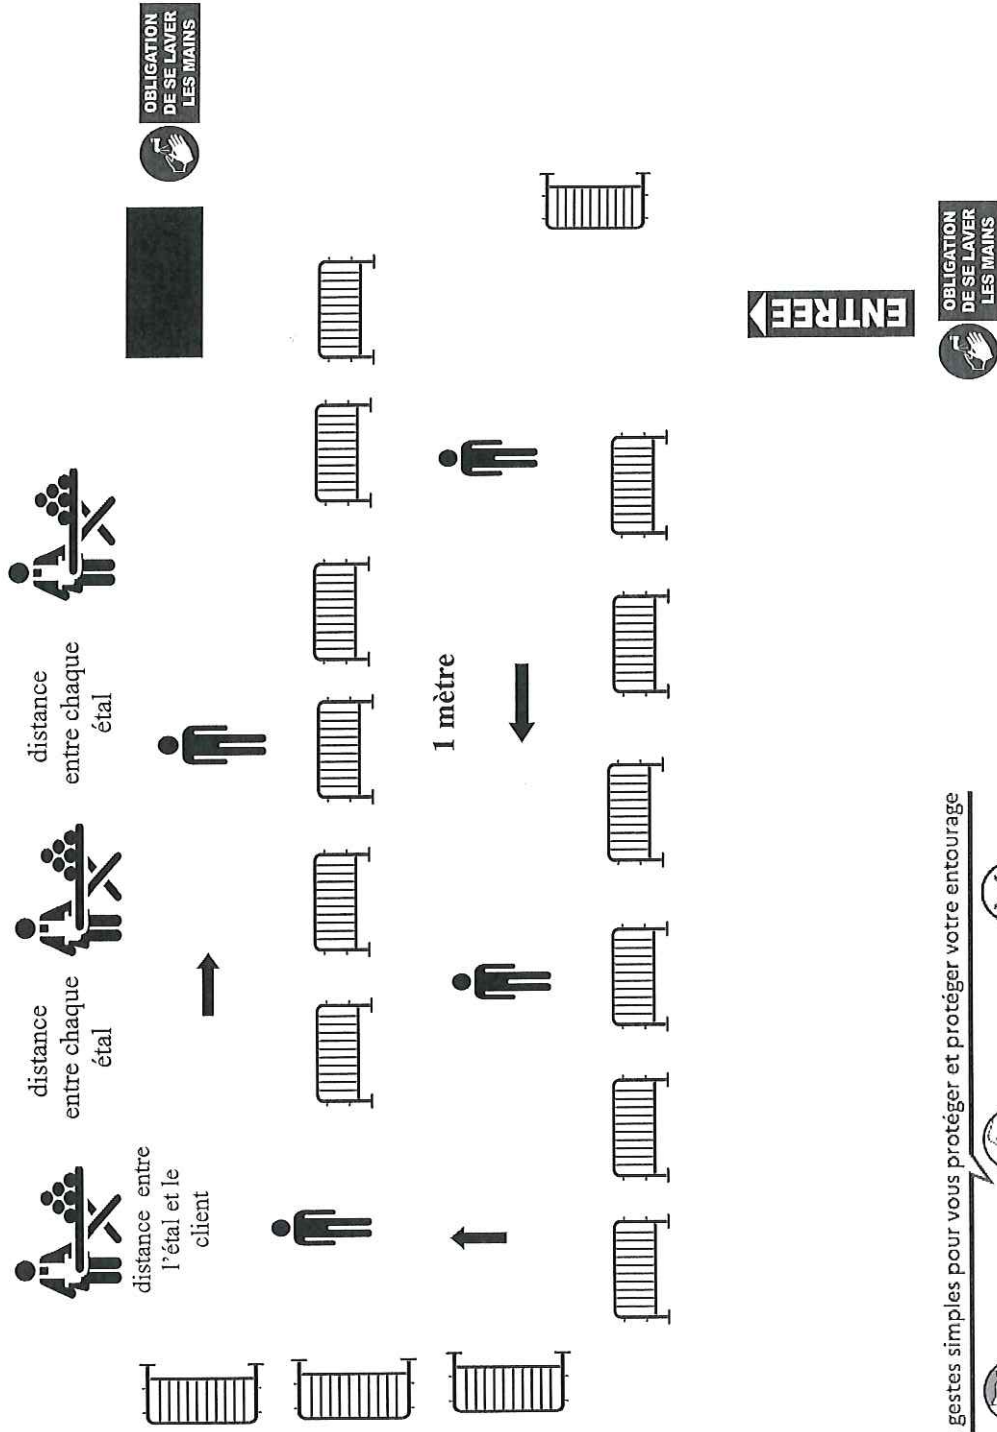 distance
entre chaque
étal
distance
entre chaque
étal
distance entre
l'étal et le
client
OBLIGATION
DE SE LAVER
LES MAINS
1 mètre
ENTREE
OBLIGATION
DE SE LAVER
LES MAINS
gestes simples pour vous protéger et protéger votre entourage